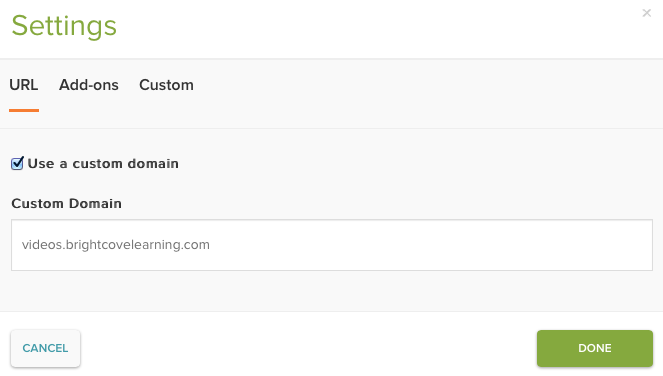 Settings
×
URL Add-ons Custom
Use a custom domain
Custom Domain
videos.brightcovelearning.com
CANCEL DONE